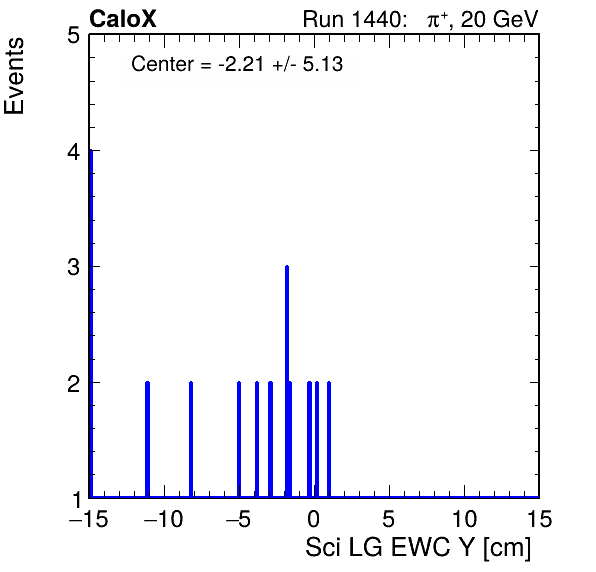 CaloX Run 1440: π⁺, 20 GeV
Center = -2.21 +/- 5.13
Events
5
4
3
2
1
−15 −10 −5 0 5 10 15
Sci LG EWC Y [cm]